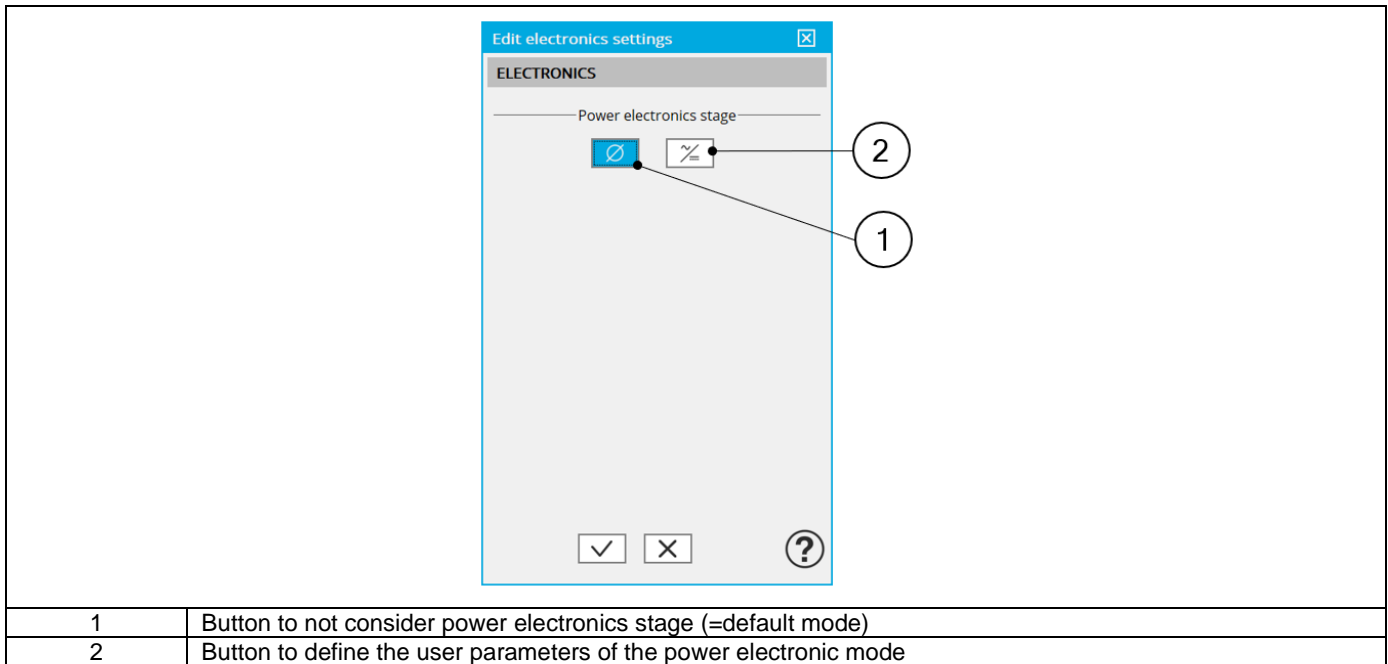 Edit electronics settings
ELECTRONICS
Power electronics stage
2
1
?
1 Button to not consider power electronics stage (=default mode)
2 Button to define the user parameters of the power electronic mode